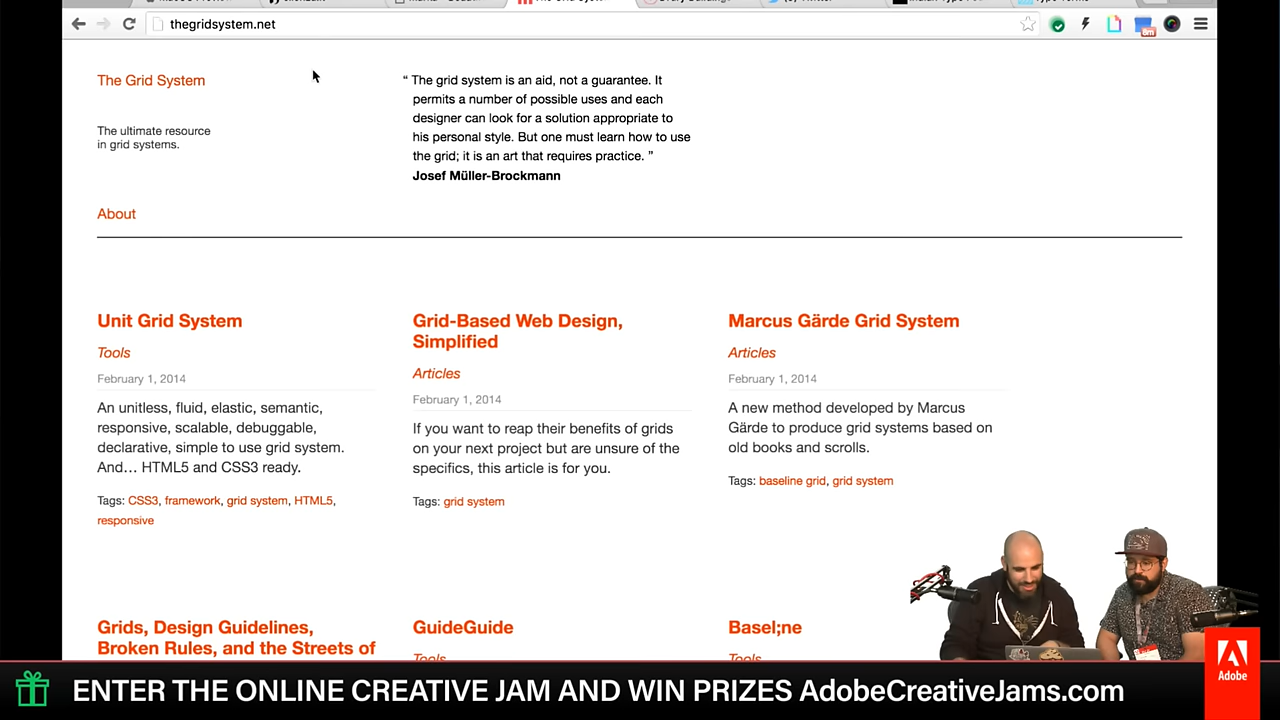 thegridsystem.net
8m
The Grid System
The ultimate resource
in grid systems.
About
“ The grid system is an aid, not a guarantee. It
permits a number of possible uses and each
designer can look for a solution appropriate to
his personal style. But one must learn how to use
the grid; it is an art that requires practice. ”
Josef Müller-Brockmann
Unit Grid System
Tools
February 1, 2014
An unitless, fluid, elastic, semantic,
responsive, scalable, debuggable,
declarative, simple to use grid system.
And… HTML5 and CSS3 ready.
Tags: CSS3, framework, grid system, HTML5,
responsive
Grid-Based Web Design,
Simplified
Articles
February 1, 2014
If you want to reap their benefits of grids
on your next project but are unsure of the
specifics, this article is for you.
Tags: grid system
Marcus Gärde Grid System
Articles
February 1, 2014
A new method developed by Marcus
Gärde to produce grid systems based on
old books and scrolls.
Tags: baseline grid, grid system
Grids, Design Guidelines,
Broken Rules, and the Streets of
GuideGuide
Tools
Basel;ne
Tools
ENTER THE ONLINE CREATIVE JAM AND WIN PRIZES AdobeCreativeJams.com
Adobe